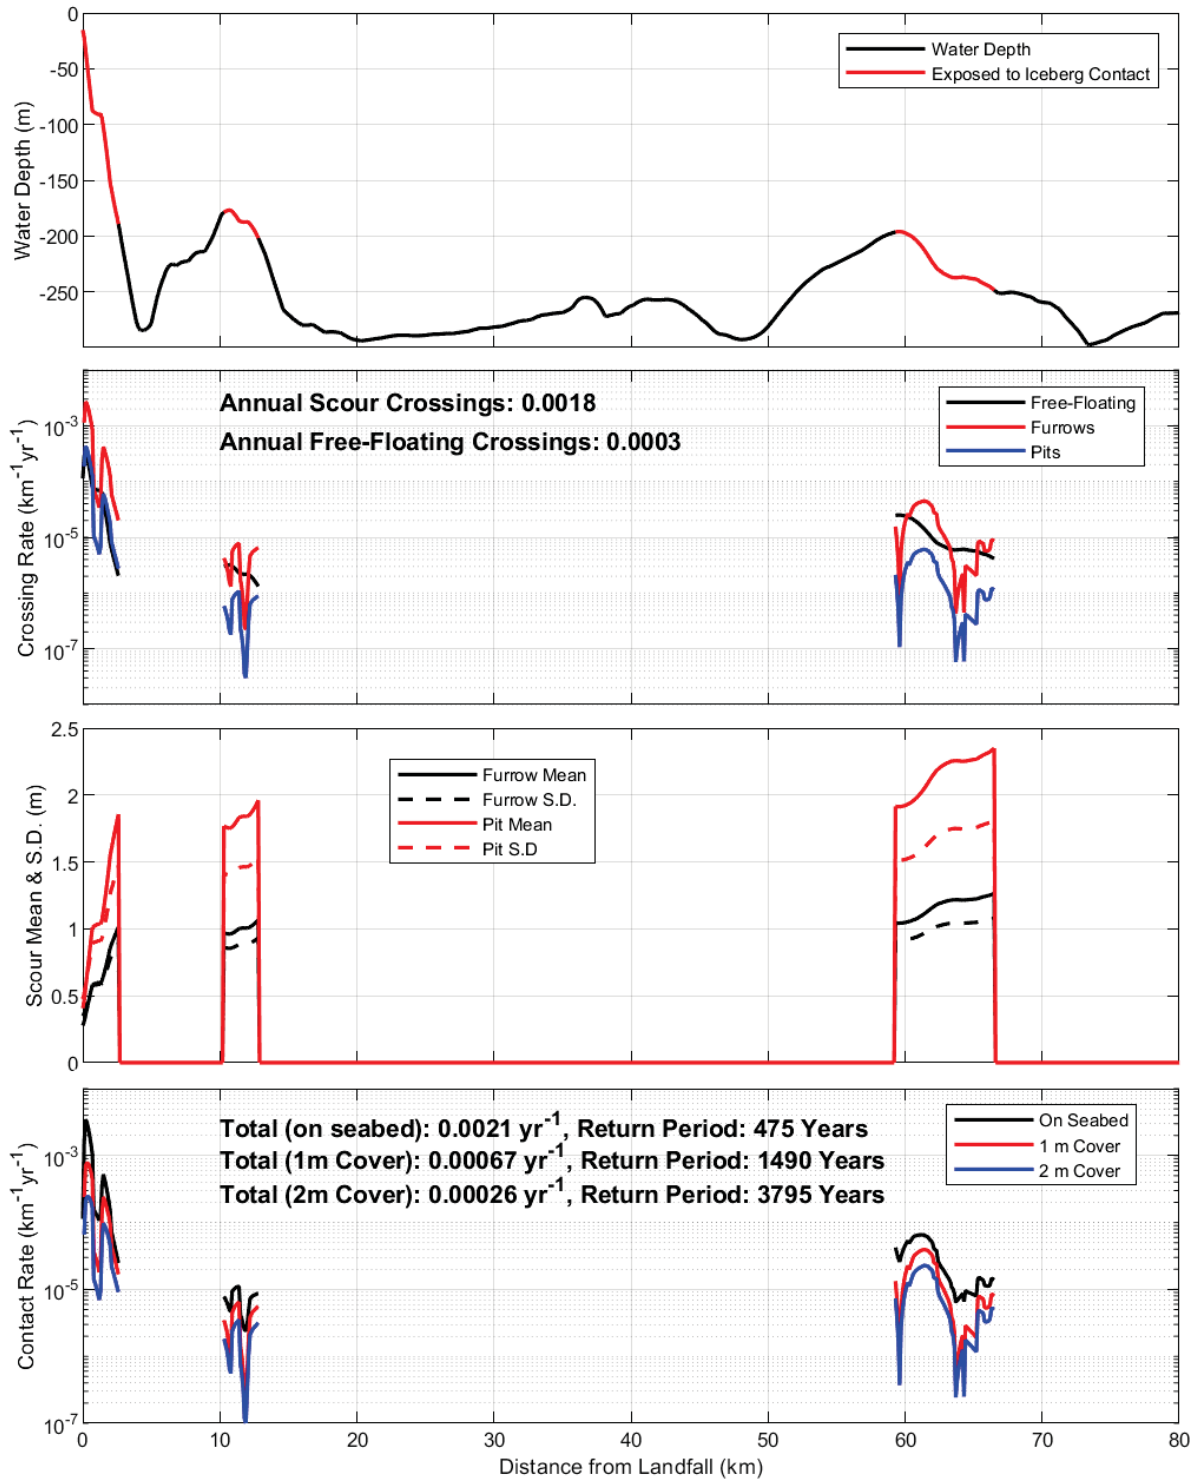 0
-50
-100
-150
-200
-250
Water Depth (m)
Water Depth
Exposed to Iceberg Contact
10-3
10-5
10-7
Crossing Rate (km-1yr-1)
Annual Scour Crossings: 0.0018
Annual Free-Floating Crossings: 0.0003
Free-Floating
Furrows
Pits
2.5
2
1.5
1
0.5
0
Scour Mean & S.D. (m)
Furrow Mean
Furrow S.D.
Pit Mean
Pit S.D
10-3
10-5
10-7
Contact Rate (km-1yr-1)
Total (on seabed): 0.0021 yr-1, Return Period: 475 Years
Total (1m Cover): 0.00067 yr-1, Return Period: 1490 Years
Total (2m Cover): 0.00026 yr-1, Return Period: 3795 Years
On Seabed
1 m Cover
2 m Cover
0 10 20 30 40 50 60 70 80
Distance from Landfall (km)